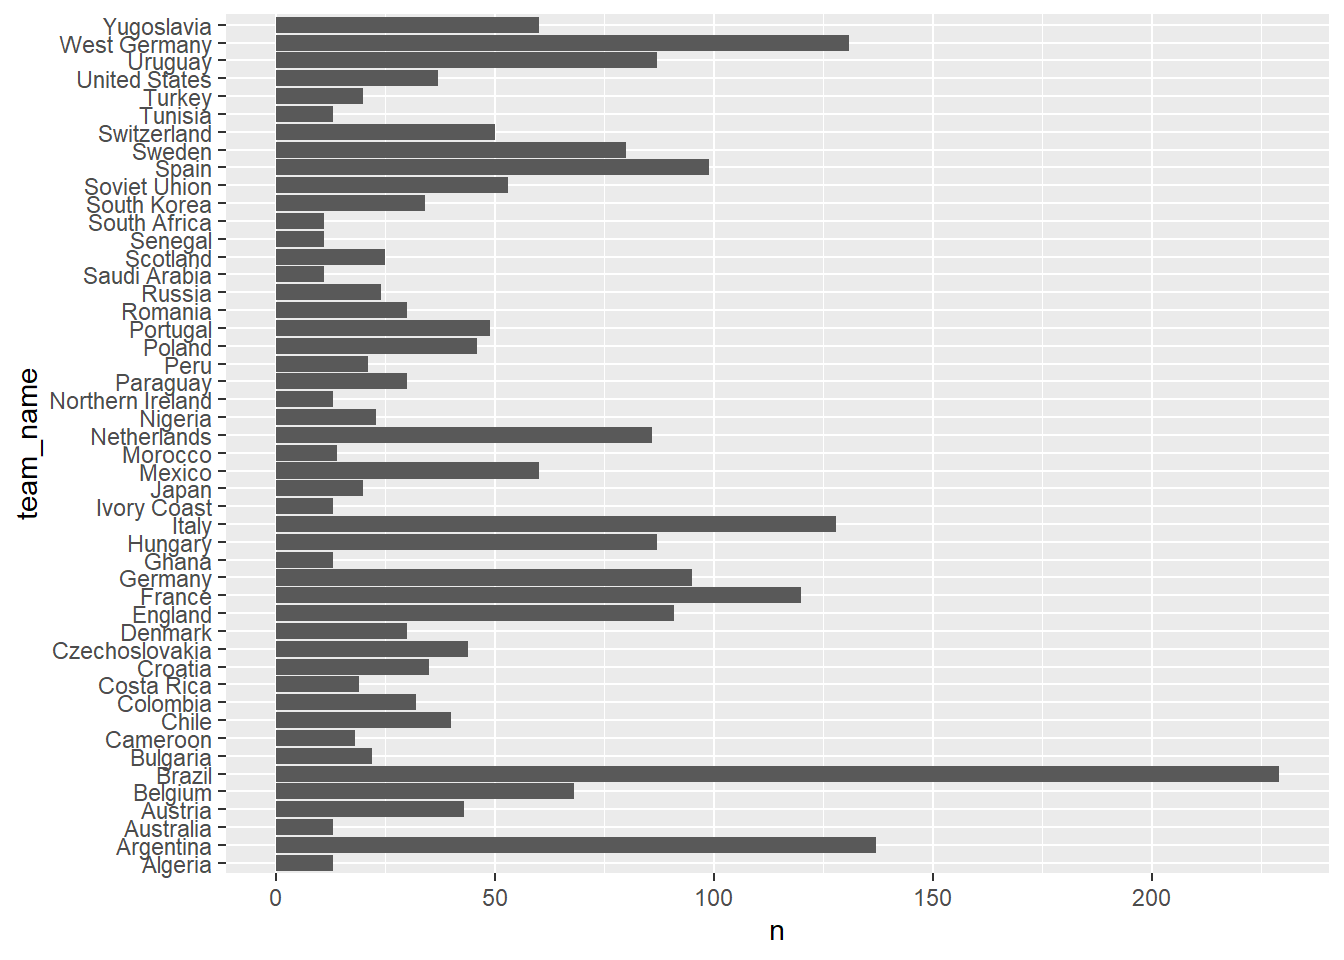 Yugoslavia
West Germany
Uruguay
United States
Turkey
Tunisia
Switzerland
Sweden
Spain
Soviet Union
South Korea
South Africa
Senegal
Scotland
Saudi Arabia
Russia
Romania
Portugal
Poland
Peru
Paraguay
Northern Ireland
Nigeria
Netherlands
Morocco
Mexico
Japan
Ivory Coast
Italy
Hungary
Ghana
Germany
France
England
Denmark
Czechoslovakia
Croatia
Costa Rica
Colombia
Chile
Cameroon
Bulgaria
Brazil
Belgium
Austria
Australia
Argentina
Algeria
team_name
0 50 100 150 200
n